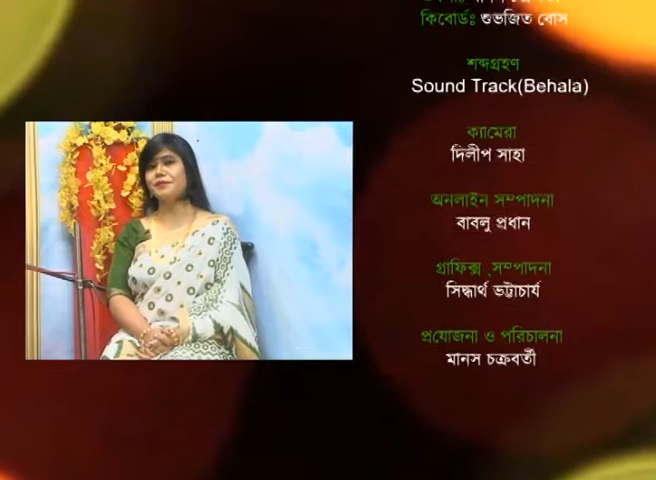 কিবোর্ডঃ শুভজিত বোস
শব্দগ্রহণ
Sound Track(Behala)
ক্যামেরা
দিলীপ সাহা
অনলাইন সম্পাদনা
বাবলু প্রধান
গ্রাফিক্স ,সম্পাদনা
সিদ্ধার্থ ভট্টাচার্য
প্রযোজনা ও পরিচালনা
মানস চক্রবর্তী